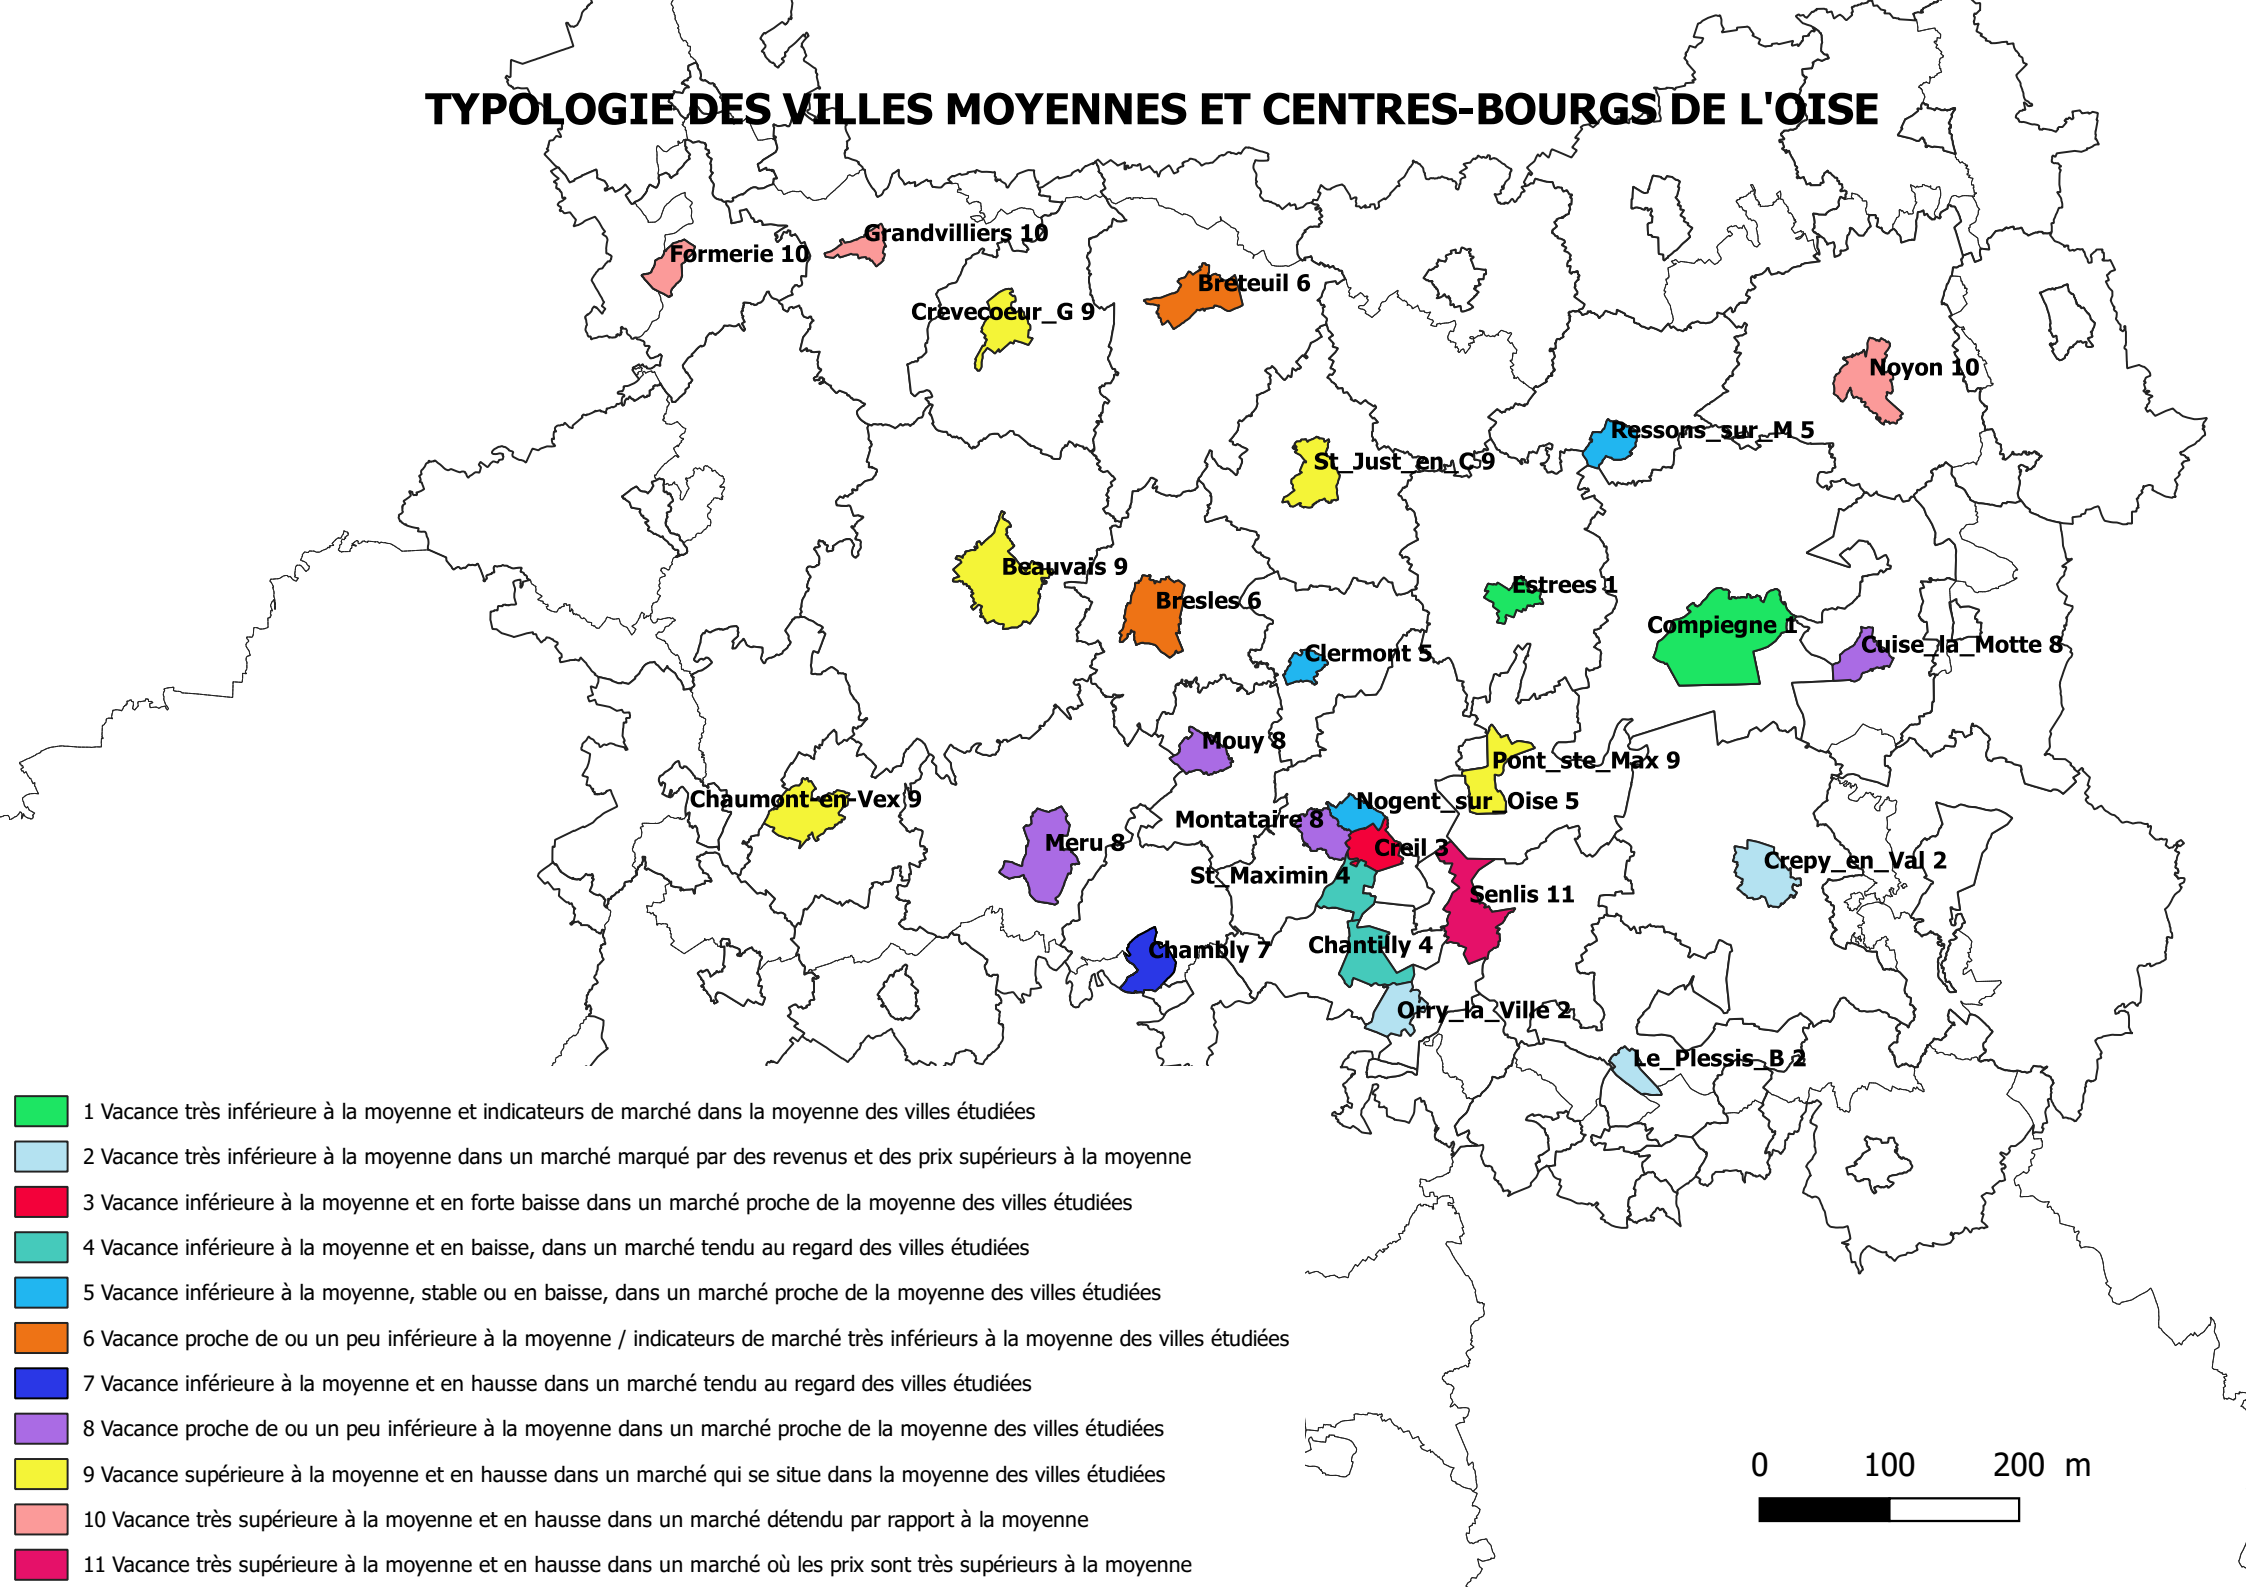 TYPOLOGIE DES VILLES MOYENNES ET CENTRES-BOURGS DE L'OISE
Grandvilliers 10
Formerie 10
Breteuil 6
Crevecoeur_G 9
Noyon 10
Ressons_sur_M 5
St_Just_en_C 9
Beauvais 9
Estrees 1
Bresles 6
Compiegne 1
Cuise_la_Motte 8
Clermont 5
Mouy 8
Pont_ste_Max 9
Chaumont-en-Vex 9
Nogent_sur_Oise 5
Montataire 8
Meru 8
Creil 3
Crepy_en_Val 2
St_Maximin 4
Senlis 11
Chantilly 4
Chambly 7
Orry_la_Ville 2
Le_Plessis_B 2
1 Vacance très inférieure à la moyenne et indicateurs de marché dans la moyenne des villes étudiées
2 Vacance très inférieure à la moyenne dans un marché marqué par des revenus et des prix supérieurs à la moyenne
3 Vacance inférieure à la moyenne et en forte baisse dans un marché proche de la moyenne des villes étudiées
4 Vacance inférieure à la moyenne et en baisse, dans un marché tendu au regard des villes étudiées
5 Vacance inférieure à la moyenne, stable ou en baisse, dans un marché proche de la moyenne des villes étudiées
6 Vacance proche de ou un peu inférieure à la moyenne / indicateurs de marché très inférieurs à la moyenne des villes étudiées
7 Vacance inférieure à la moyenne et en hausse dans un marché tendu au regard des villes étudiées
8 Vacance proche de ou un peu inférieure à la moyenne dans un marché proche de la moyenne des villes étudiées
9 Vacance supérieure à la moyenne et en hausse dans un marché qui se situe dans la moyenne des villes étudiées
10 Vacance très supérieure à la moyenne et en hausse dans un marché détendu par rapport à la moyenne
11 Vacance très supérieure à la moyenne et en hausse dans un marché où les prix sont très supérieurs à la moyenne
0 100 200 m